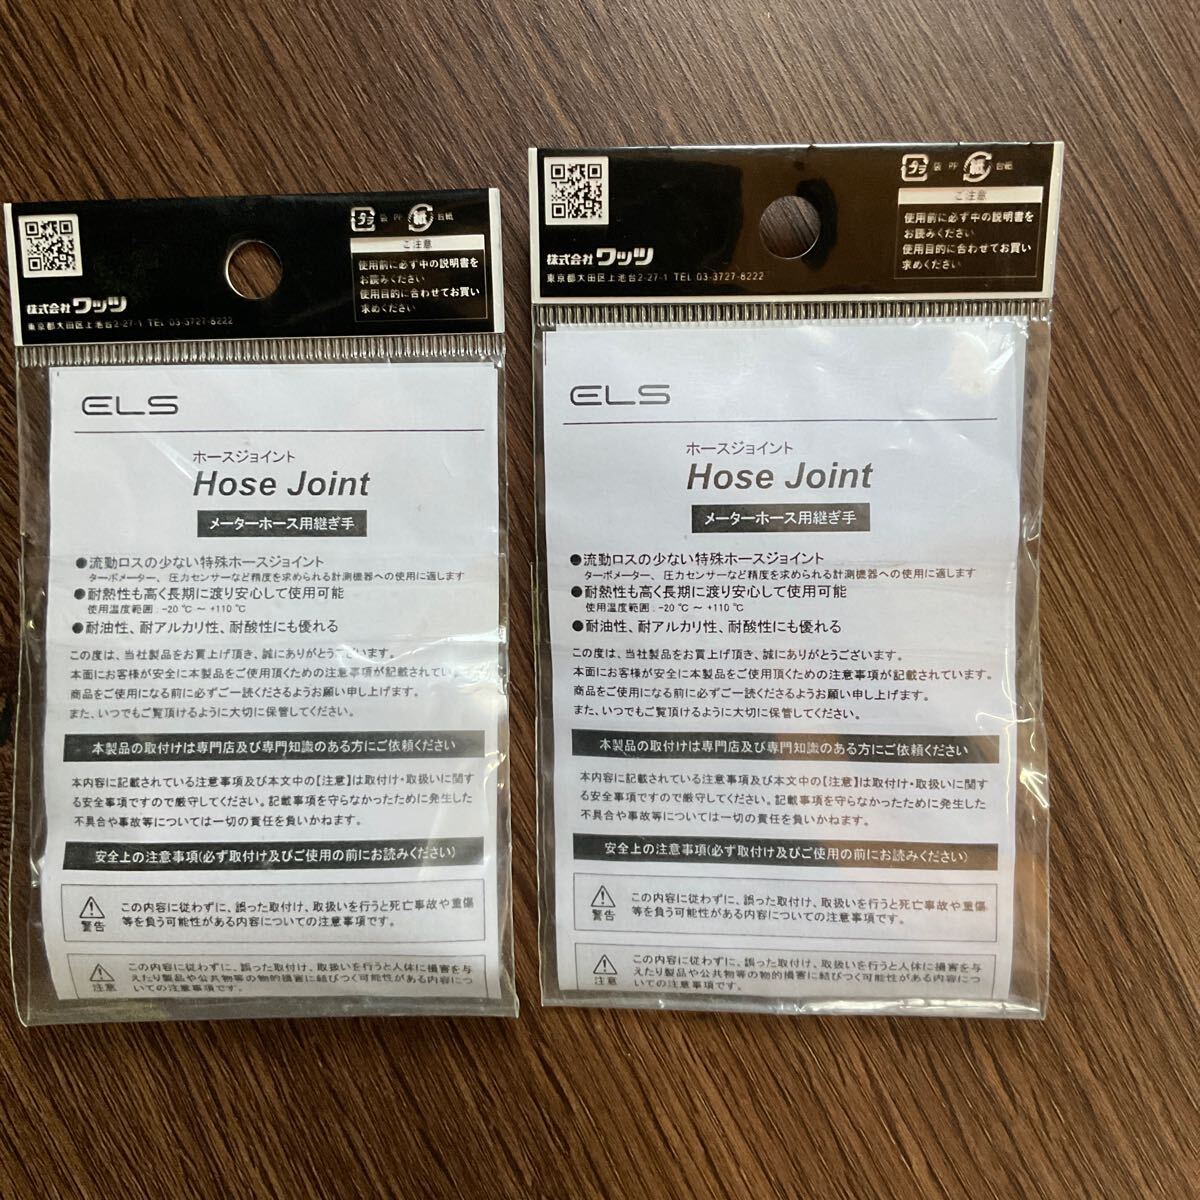 プラ 袋 PP 紙 台紙
ご注意
使用前に必ず中の説明書を
お読みください
使用目的に合わせてお買い
求めください
株式会社 ワッツ
東京都大田区上池台2-27-1 TEL 03-3727-8222
ELS
ホースジョイント
Hose Joint
メーターホース用継ぎ手
●流動ロスの少ない特殊ホースジョイント
ターボメーター、圧力センサーなど精度を求められる計測機器への使用に適します
●耐熱性も高く長期に渡り安心して使用可能
使用温度範囲：-20℃ ～ +110℃
●耐油性、耐アルカリ性、耐酸性にも優れる
この度は、当社製品をお買上げ頂き、誠にありがとうございます。
本面にお客様が安全に本製品をご使用頂くための注意事項が記載されています。
商品をご使用になる前に必ずご一読くださるようお願い申し上げます。
また、いつでもご覧頂けるように大切に保管してください。
本製品の取付けは専門店及び専門知識のある方にご依頼ください
本内容に記載されている注意事項及び本文中の【注意】は取付け・取扱いに関す
る安全事項ですので厳守してください。記載事項を守らなかったために発生した
不具合や事故等については一切の責任を負いかねます。
安全上の注意事項(必ず取付け及びご使用の前にお読みください)
警告
この内容に従わずに、誤った取付け、取扱いを行うと死亡事故や重傷
等を負う可能性がある内容についての注意事項です。
注意
この内容に従わずに、誤った取付け、取扱いを行うと人体に損害を与
えたり製品や公共物等の物的損害に結びつく可能性がある内容につ
いての注意事項です。
プラ 袋 PP 紙 台紙
ご注意
使用前に必ず中の説明書を
お読みください
使用目的に合わせてお買い
求めください
株式会社 ワッツ
東京都大田区上池台2-27-1 TEL 03-3727-8222
ELS
ホースジョイント
Hose Joint
メーターホース用継ぎ手
●流動ロスの少ない特殊ホースジョイント
ターボメーター、圧力センサーなど精度を求められる計測機器への使用に適します
●耐熱性も高く長期に渡り安心して使用可能
使用温度範囲：-20℃ ～ +110℃
●耐油性、耐アルカリ性、耐酸性にも優れる
この度は、当社製品をお買上げ頂き、誠にありがとうございます。
本面にお客様が安全に本製品をご使用頂くための注意事項が記載されています。
商品をご使用になる前に必ずご一読くださるようお願い申し上げます。
また、いつでもご覧頂けるように大切に保管してください。
本製品の取付けは専門店及び専門知識のある方にご依頼ください
本内容に記載されている注意事項及び本文中の【注意】は取付け・取扱いに関す
る安全事項ですので厳守してください。記載事項を守らなかったために発生した
不具合や事故等については一切の責任を負いかねます。
安全上の注意事項(必ず取付け及びご使用の前にお読みください)
警告
この内容に従わずに、誤った取付け、取扱いを行うと死亡事故や重傷
等を負う可能性がある内容についての注意事項です。
注意
この内容に従わずに、誤った取付け、取扱いを行うと人体に損害を与え
たり製品や公共物等の物的損害に結びつく可能性がある内容につ
いての注意事項です。